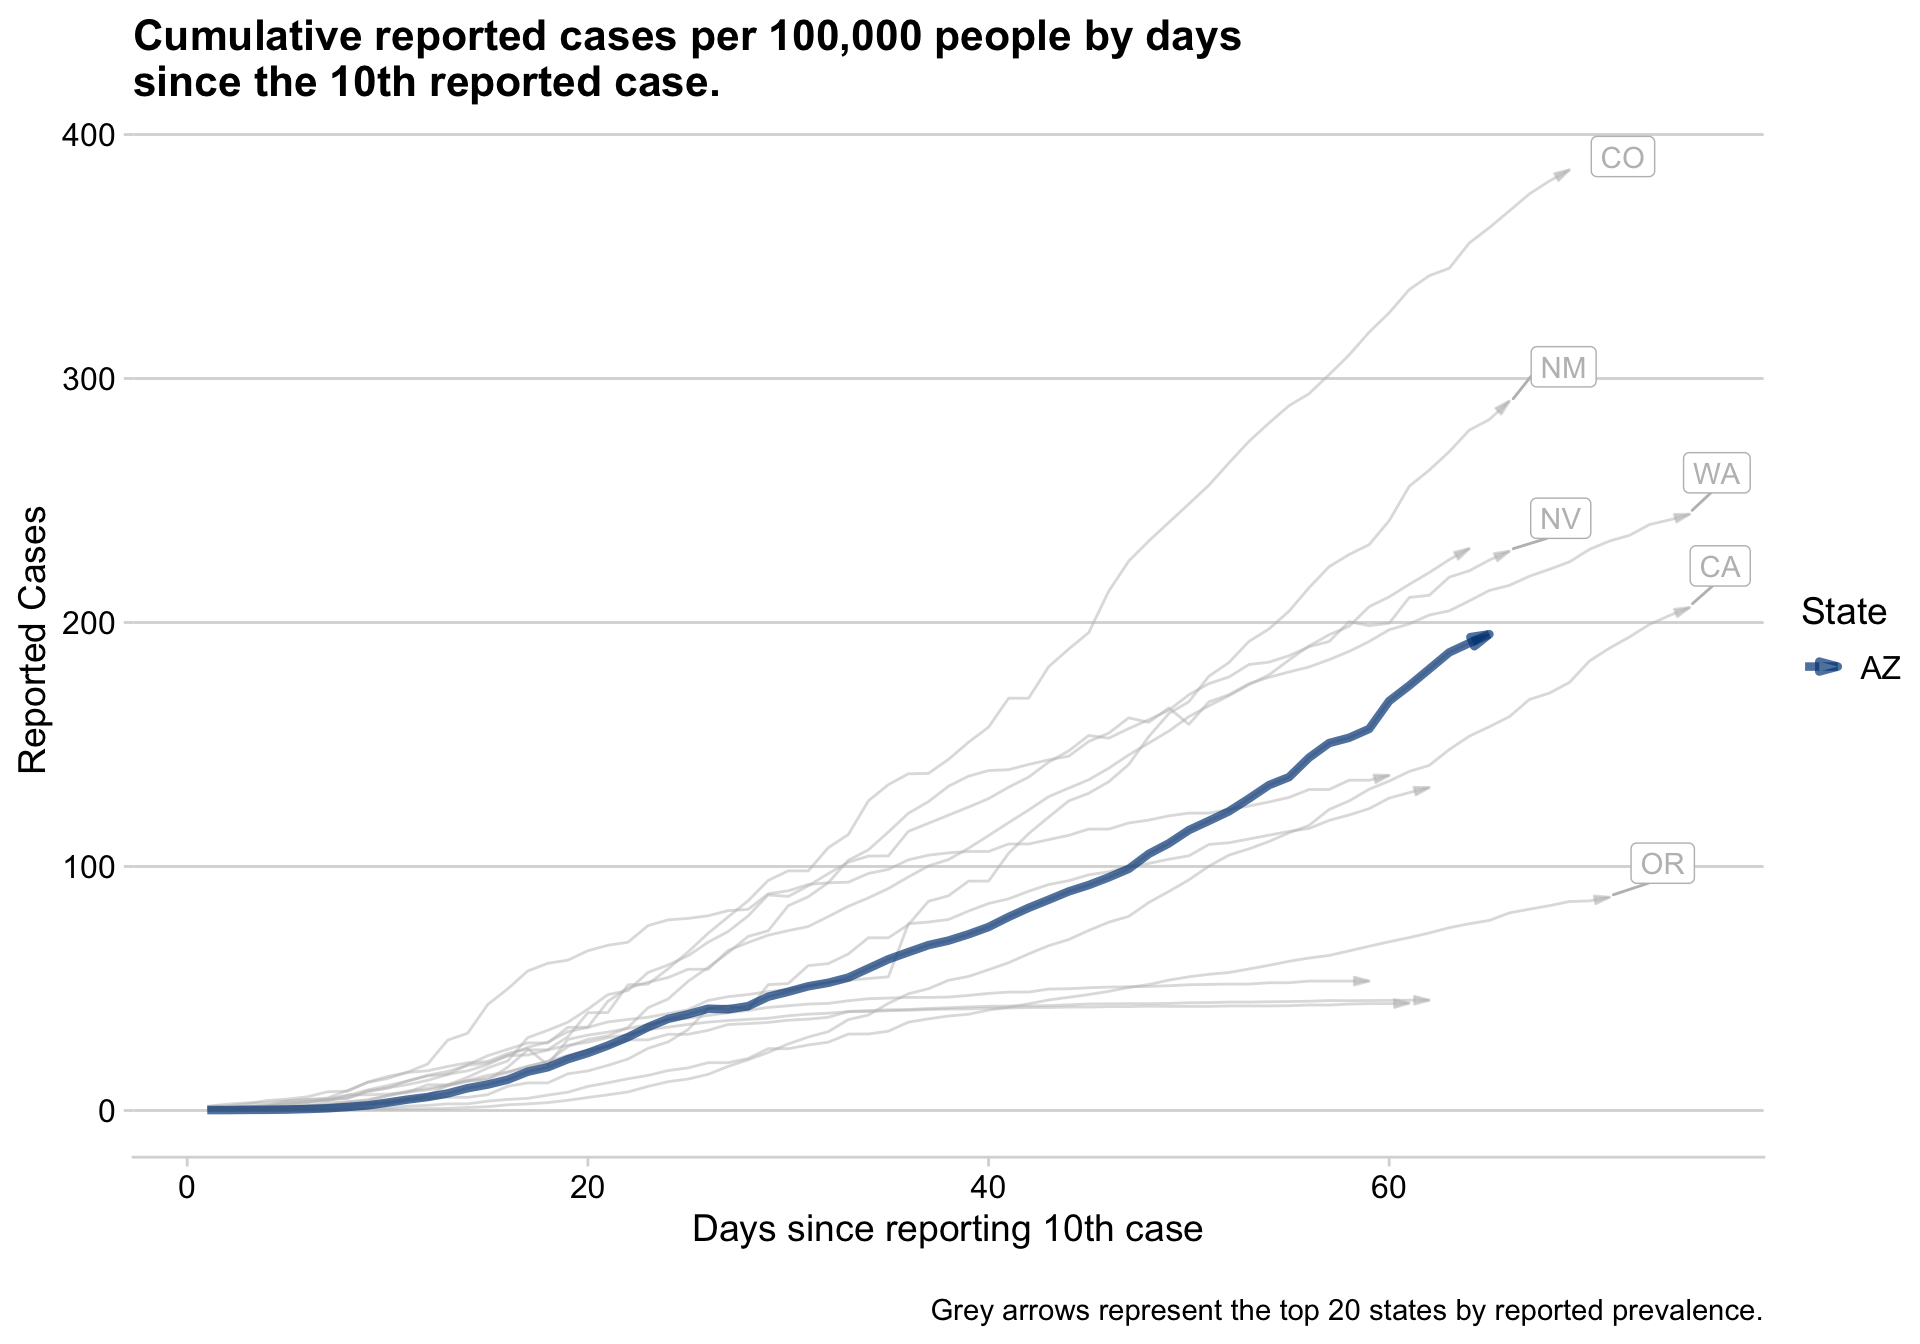 Cumulative reported cases per 100,000 people by days
since the 10th reported case.
400
300
200
100
0
Reported Cases
CO
NM
WA
NV
CA
OR
State
AZ
0
20
40
60
Days since reporting 10th case
Grey arrows represent the top 20 states by reported prevalence.